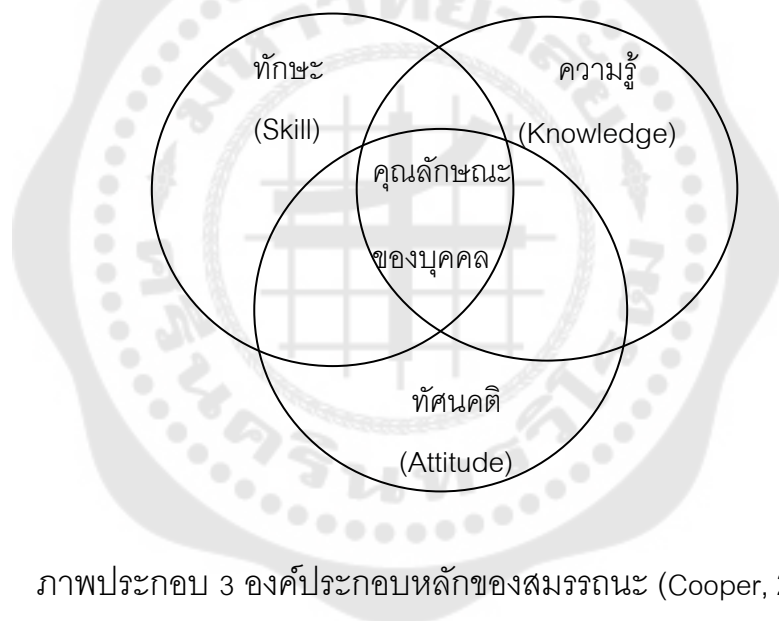 ทักษะ
(Skill)
ความรู้
(Knowledge)
คุณลักษณะ
ของบุคคล
ทัศนคติ
(Attitude)
ภาพประกอบ 3 องค์ประกอบหลักของสมรรถนะ (Cooper,